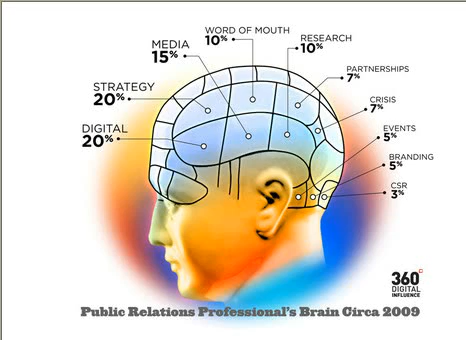 WORD OF MOUTH
10%
RESEARCH
10%
MEDIA
15%
PARTNERSHIPS
7%
STRATEGY
20%
CRISIS
7%
DIGITAL
20%
EVENTS
5%
BRANDING
5%
CSR
3%
360°
DIGITAL
INFLUENCE
Public Relations Professional's Brain Circa 2009